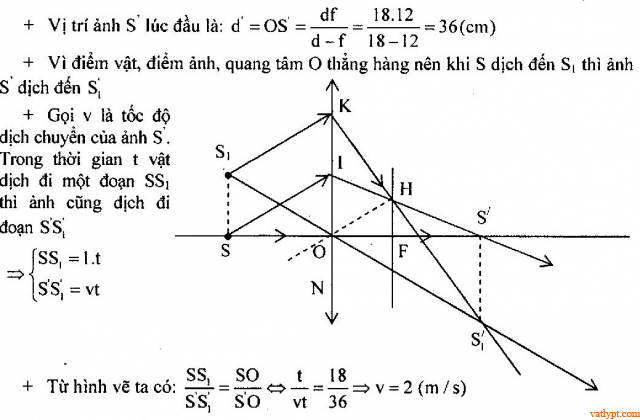 + Vị trí ảnh S' lúc đầu là: d' = OS' = df / (d – f) = 18.12 / (18 – 12) = 36(cm)
+ Vì điểm vật, điểm ảnh, quang tâm O thẳng hàng nên khi S dịch đến S₁ thì ảnh
S' dịch đến S'₁
+ Gọi v là tốc độ
dịch chuyển của ảnh S'.
Trong thời gian t vật
dịch đi một đoạn SS₁
thì ảnh cũng dịch đi
đoạn S'S'₁
⇒ { SS₁ = 1.t
S'S'₁ = vt
K
S₁
I
H
S'
S
O
F
N
S'₁
+ Từ hình vẽ ta có: SS₁ / S'S'₁ = SO / S'O ⇔ t / vt = 18 / 36 ⇒ v = 2 (m / s)
vatlypt.com